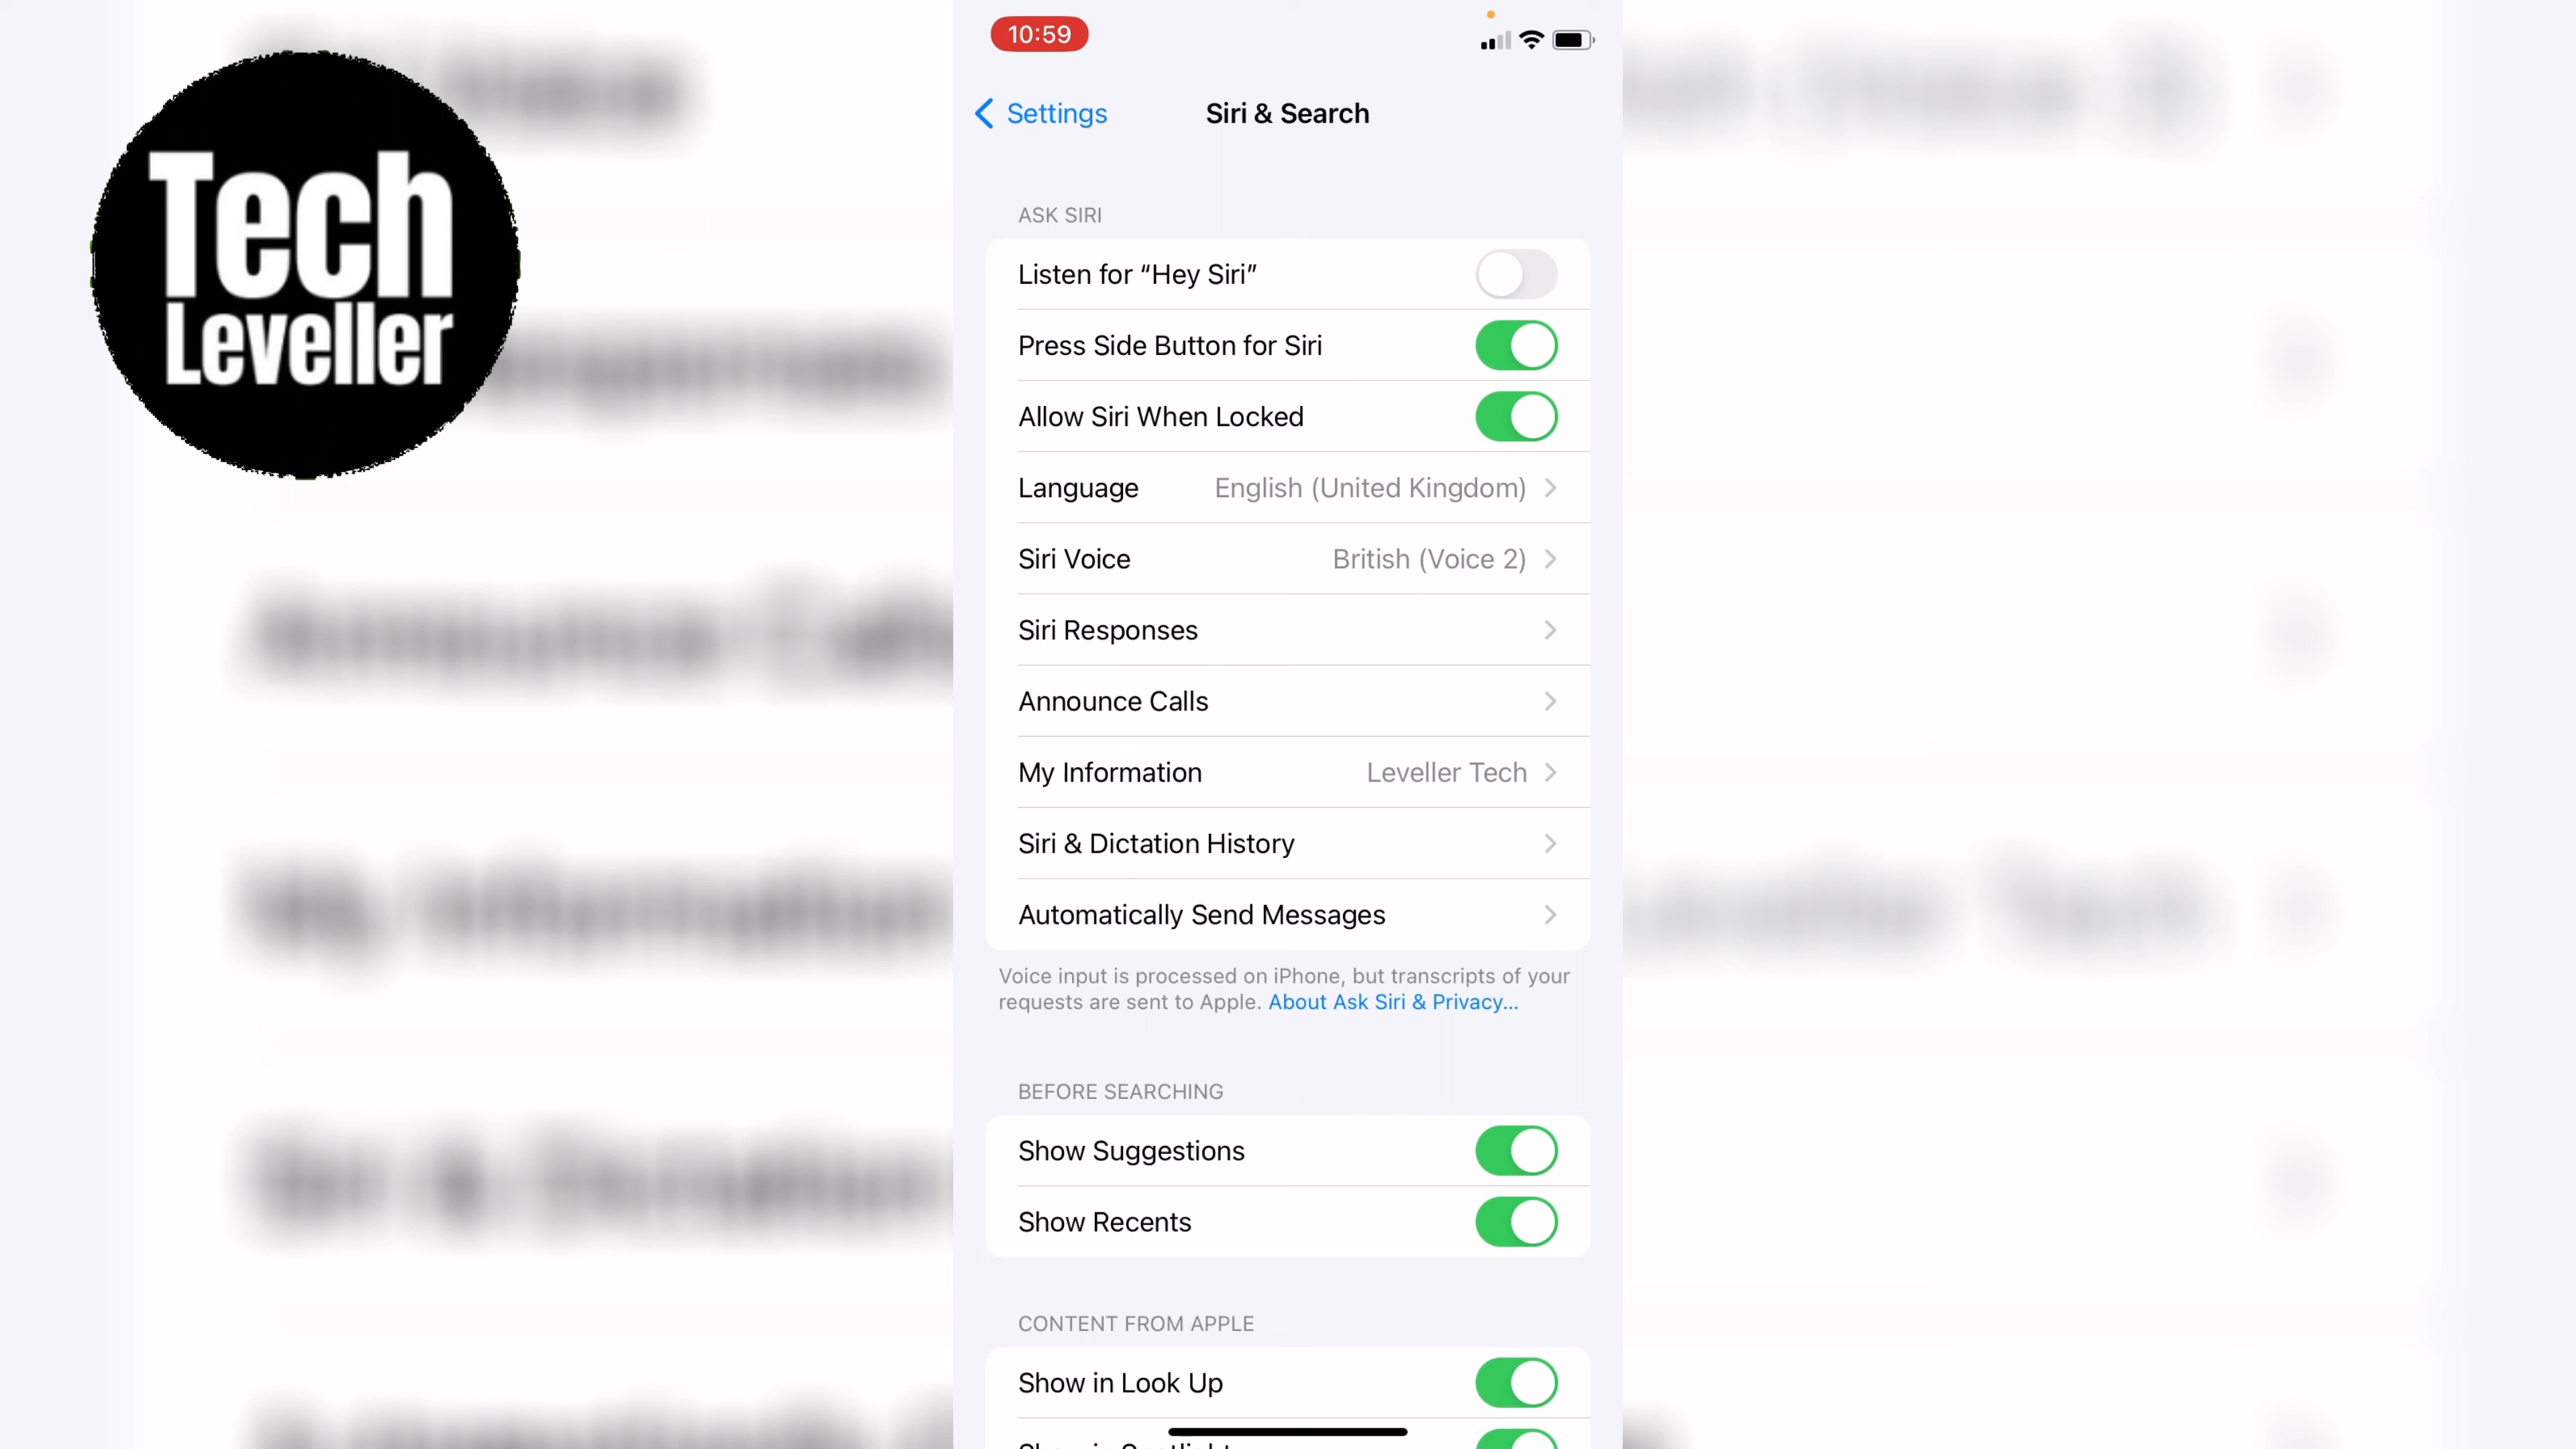 Tech
Leveller
10:59
Settings
Siri & Search
ASK SIRI
Listen for “Hey Siri”
Press Side Button for Siri
Allow Siri When Locked
Language English (United Kingdom)
Siri Voice British (Voice 2)
Siri Responses
Announce Calls
My Information Leveller Tech
Siri & Dictation History
Automatically Send Messages
Voice input is processed on iPhone, but transcripts of your
requests are sent to Apple. About Ask Siri & Privacy...
BEFORE SEARCHING
Show Suggestions
Show Recents
CONTENT FROM APPLE
Show in Look Up